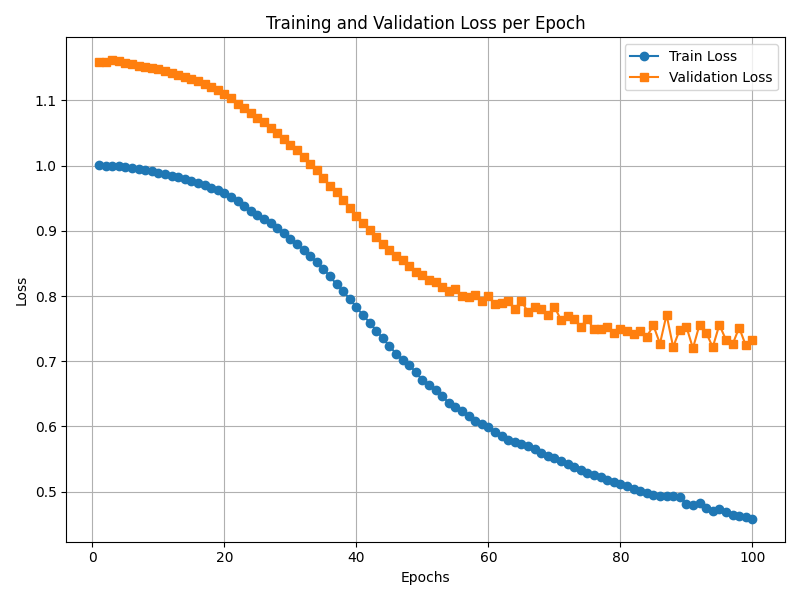 Training and Validation Loss per Epoch
Train Loss
Validation Loss
Loss
1.1
1.0
0.9
0.8
0.7
0.6
0.5
0 20 40 60 80 100
Epochs